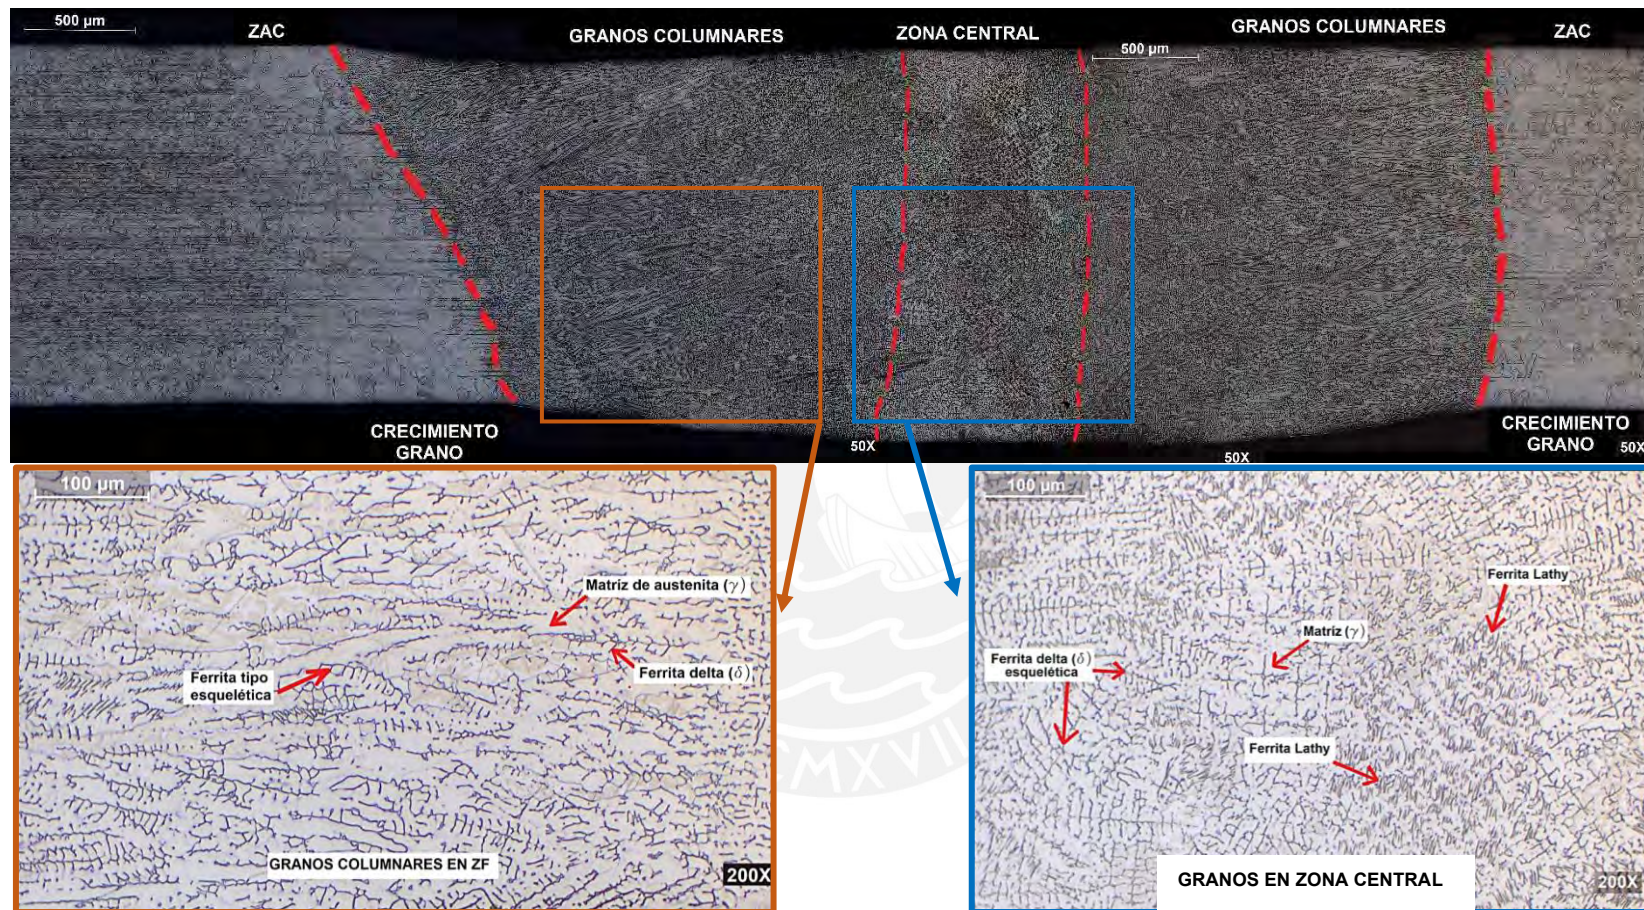 500 µm
ZAC
GRANOS COLUMNARES
ZONA CENTRAL
GRANOS COLUMNARES
ZAC
500 µm
CRECIMIENTO
GRANO
50X
50X
CRECIMIENTO
GRANO
50X
100 µm
Matriz de austenita (γ)
Ferrita tipo
esquelética
Ferrita delta (δ)
GRANOS COLUMNARES EN ZF
200X
100 µm
Ferrita Lathy
Matríz (γ)
Ferrita delta (δ)
esquelética
Ferrita Lathy
GRANOS EN ZONA CENTRAL
200X
CMXVII